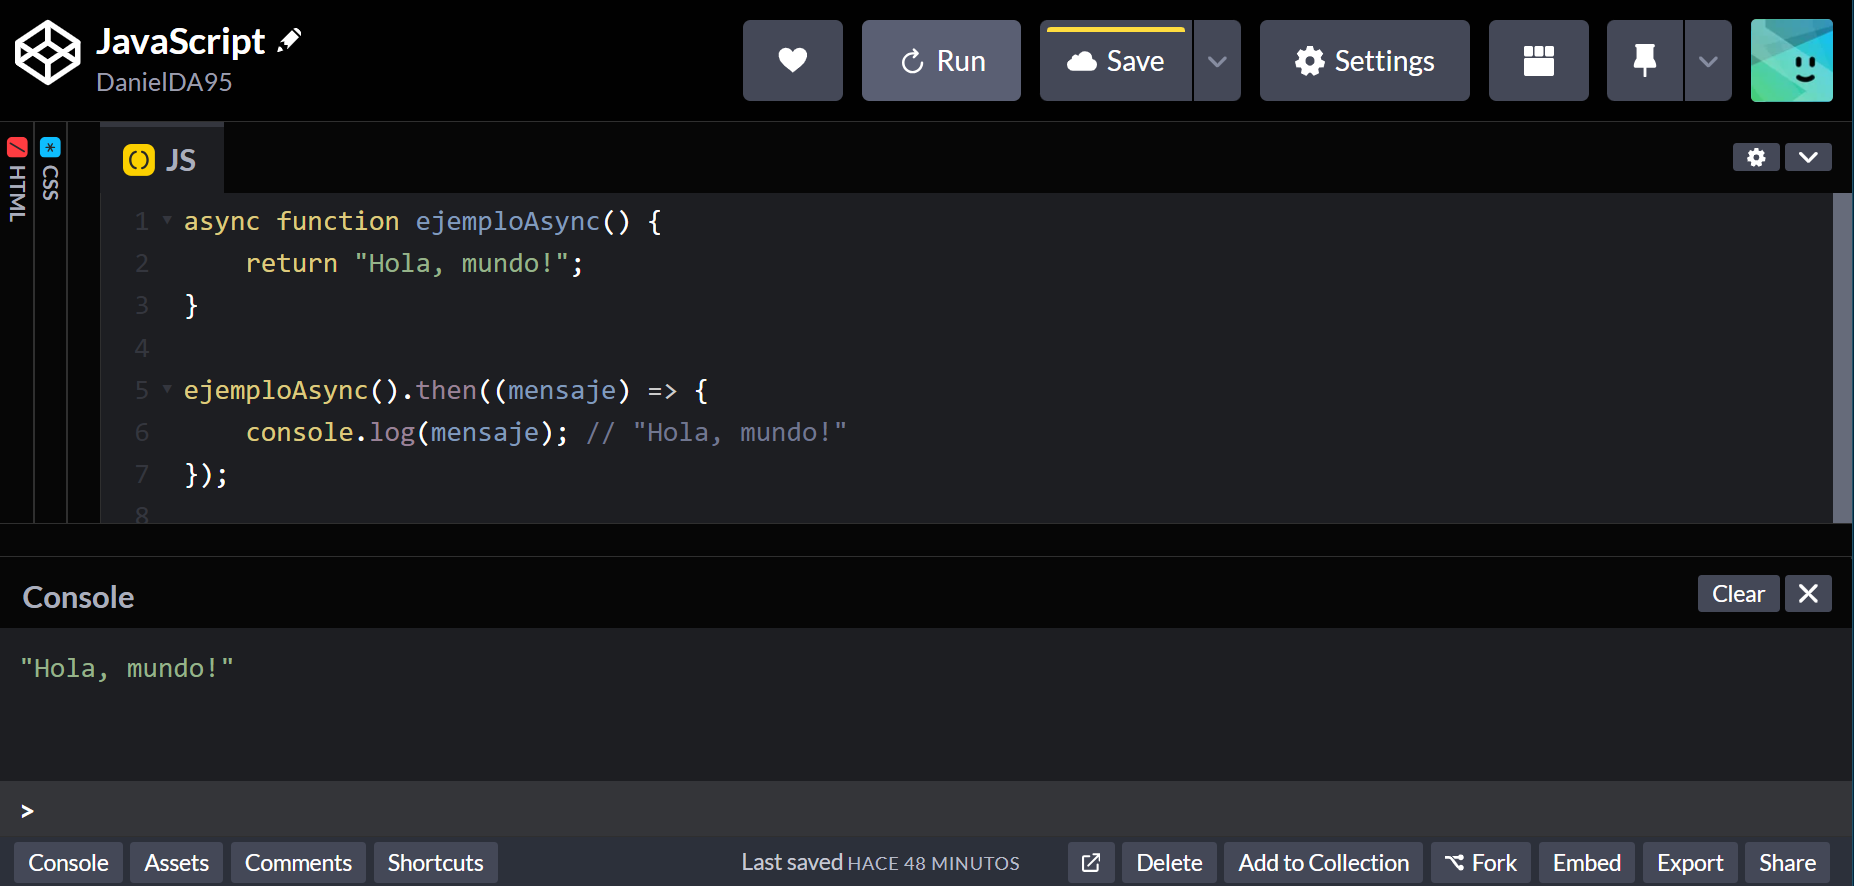 JavaScript
DanielDA95
Run
Save
Settings
HTML
CSS
JS
1 async function ejemploAsync() {
2     return "Hola, mundo!";
3 }
4
5 ejemploAsync().then((mensaje) => {
6     console.log(mensaje); // "Hola, mundo!"
7 });
8
Console
Clear
"Hola, mundo!"
>
Console Assets Comments Shortcuts Last saved HACE 48 MINUTOS Delete Add to Collection Fork Embed Export Share